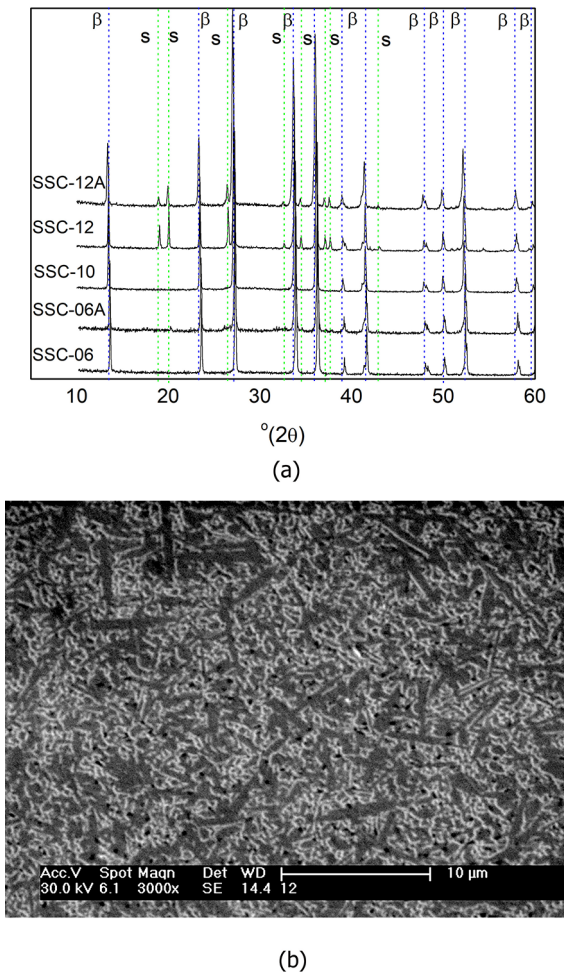 β β β β β β β β β
s s s s s s
SSC-12A
SSC-12
SSC-10
SSC-06A
SSC-06
10 20 30 40 50 60
°(2θ)
(a)
Acc.V Spot Magn Det WD 10 µm
30.0 kV 6.1 3000x SE 14.4 12
(b)